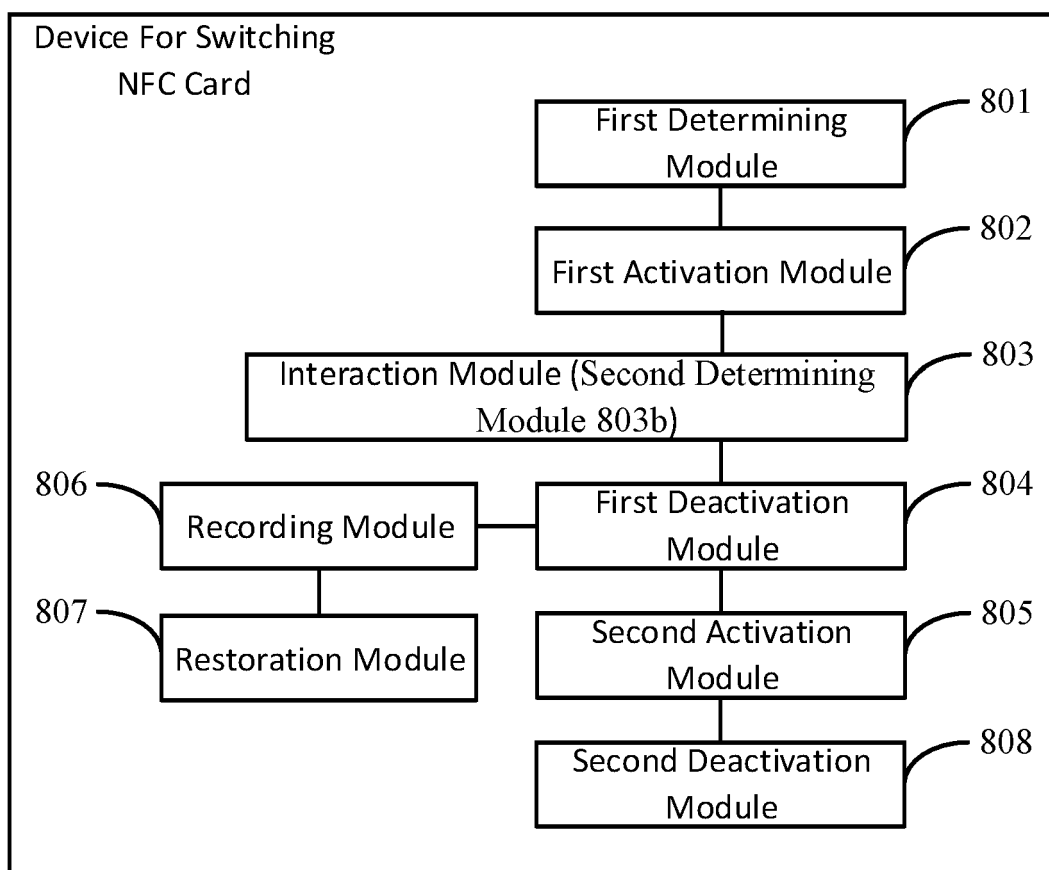 Device For Switching
NFC Card
801
First Determining
Module
802
First Activation Module
803
Interaction Module (Second Determining
Module 803b)
806
Recording Module
804
First Deactivation
Module
807
Restoration Module
805
Second Activation
Module
808
Second Deactivation
Module